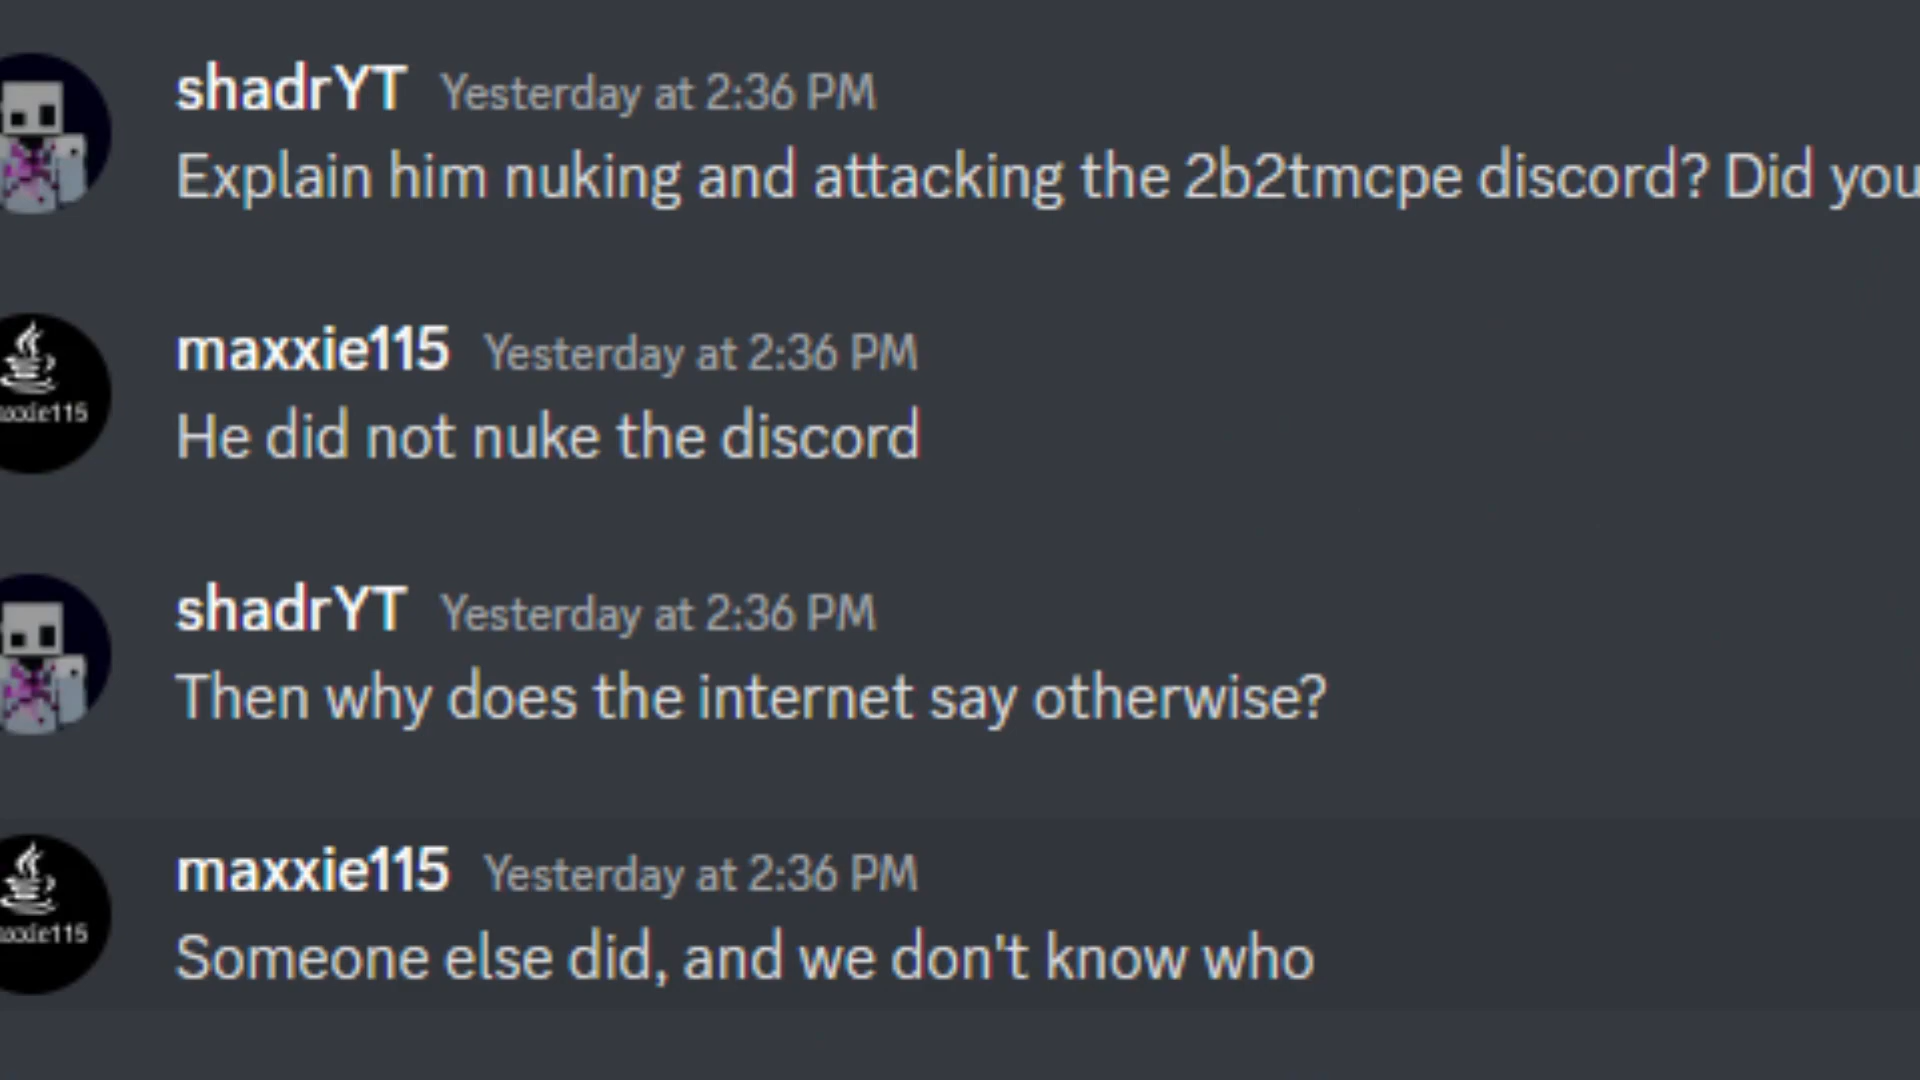 shadrYT Yesterday at 2:36 PM
Explain him nuking and attacking the 2b2tmcpe discord? Did you
maxxie115 Yesterday at 2:36 PM
He did not nuke the discord
shadrYT Yesterday at 2:36 PM
Then why does the internet say otherwise?
maxxie115 Yesterday at 2:36 PM
Someone else did, and we don't know who